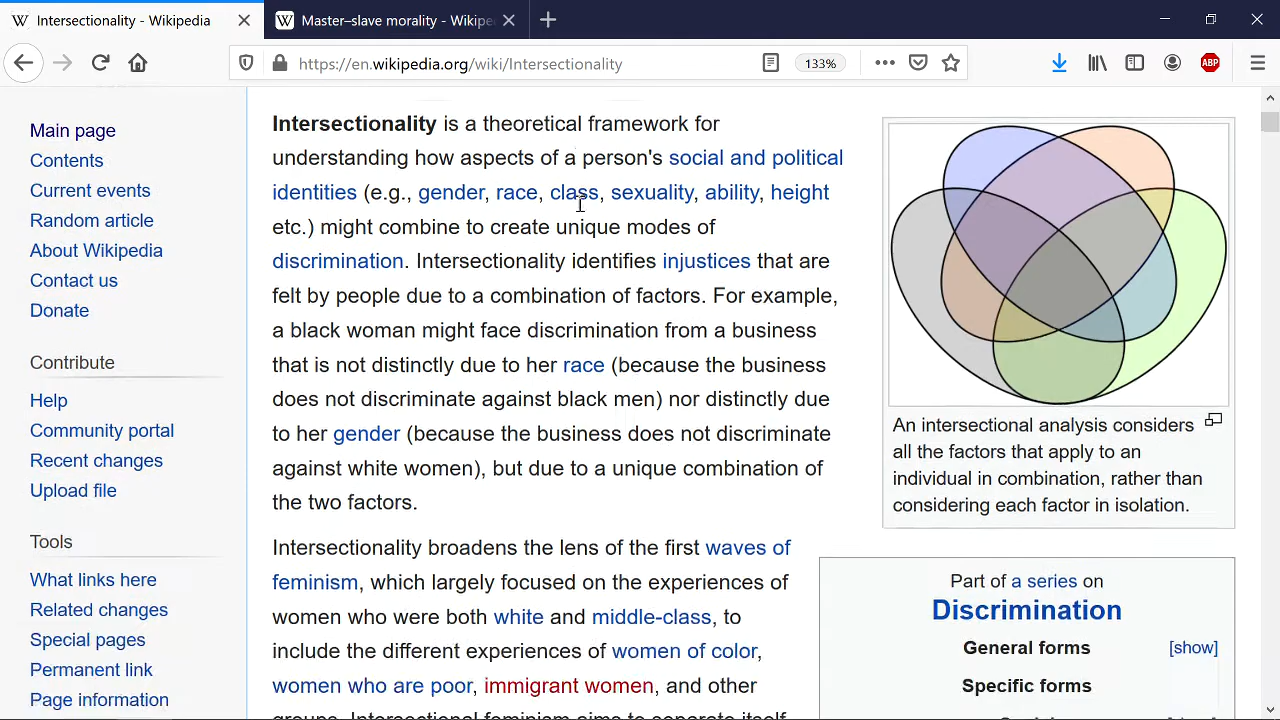 Intersectionality - Wikipedia
Master–slave morality - Wikipe
https://en.wikipedia.org/wiki/Intersectionality
133%
ABP
Main page
Contents
Current events
Random article
About Wikipedia
Contact us
Donate
Contribute
Help
Community portal
Recent changes
Upload file
Tools
What links here
Related changes
Special pages
Permanent link
Page information
Intersectionality is a theoretical framework for
understanding how aspects of a person's social and political
identities (e.g., gender, race, class, sexuality, ability, height
etc.) might combine to create unique modes of
discrimination. Intersectionality identifies injustices that are
felt by people due to a combination of factors. For example,
a black woman might face discrimination from a business
that is not distinctly due to her race (because the business
does not discriminate against black men) nor distinctly due
to her gender (because the business does not discriminate
against white women), but due to a unique combination of
the two factors.
Intersectionality broadens the lens of the first waves of
feminism, which largely focused on the experiences of
women who were both white and middle-class, to
include the different experiences of women of color,
women who are poor, immigrant women, and other
groups. Intersectional feminism aims to separate itself
An intersectional analysis considers
all the factors that apply to an
individual in combination, rather than
considering each factor in isolation.
Part of a series on
Discrimination
General forms [show]
Specific forms